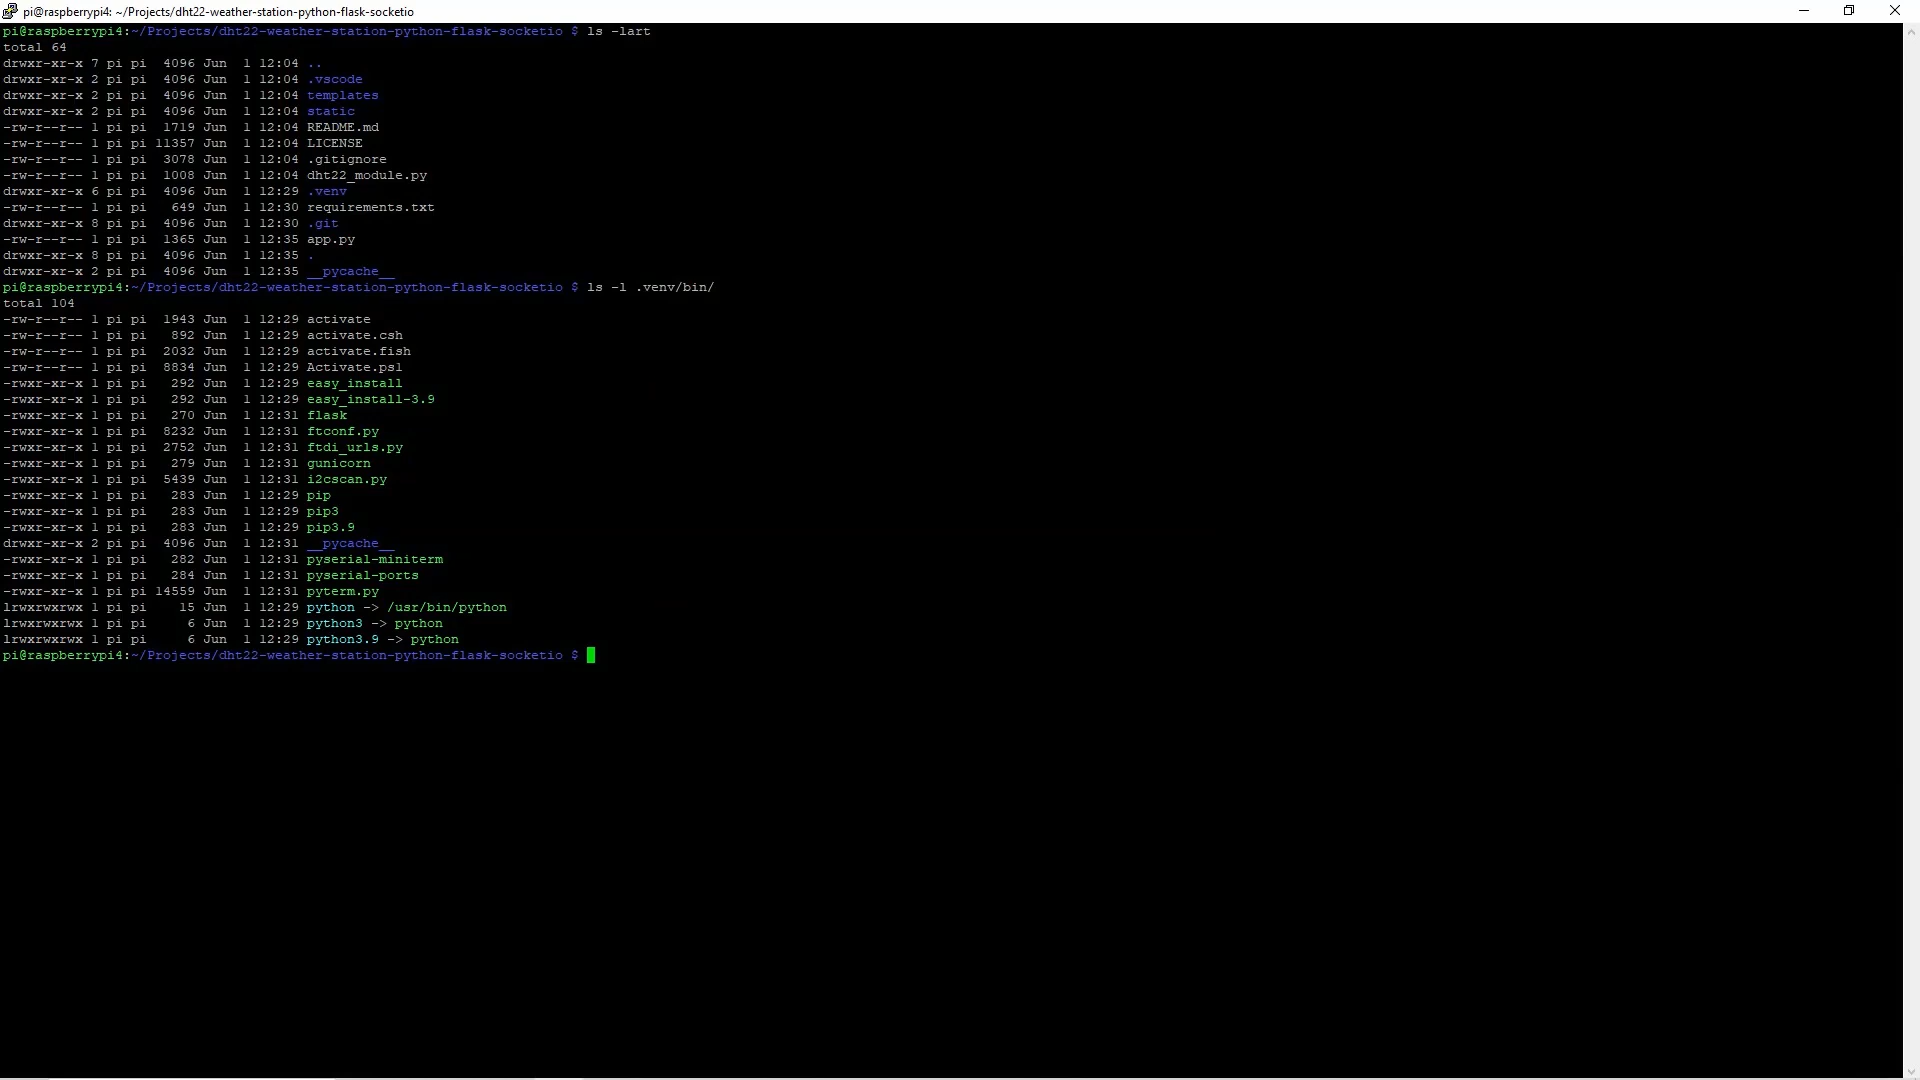 pi@raspberrypi4: ~/Projects/dht22-weather-station-python-flask-socketio
pi@raspberrypi4:~/Projects/dht22-weather-station-python-flask-socketio $ ls -lart
total 64
drwxr-xr-x 7 pi pi  4096 Jun  1 12:04 ..
drwxr-xr-x 2 pi pi  4096 Jun  1 12:04 .vscode
drwxr-xr-x 2 pi pi  4096 Jun  1 12:04 templates
drwxr-xr-x 2 pi pi  4096 Jun  1 12:04 static
-rw-r--r-- 1 pi pi  1719 Jun  1 12:04 README.md
-rw-r--r-- 1 pi pi 11357 Jun  1 12:04 LICENSE
-rw-r--r-- 1 pi pi  3078 Jun  1 12:04 .gitignore
-rw-r--r-- 1 pi pi  1008 Jun  1 12:04 dht22_module.py
drwxr-xr-x 6 pi pi  4096 Jun  1 12:29 .venv
-rw-r--r-- 1 pi pi   649 Jun  1 12:30 requirements.txt
drwxr-xr-x 8 pi pi  4096 Jun  1 12:30 .git
-rw-r--r-- 1 pi pi  1365 Jun  1 12:35 app.py
drwxr-xr-x 8 pi pi  4096 Jun  1 12:35 .
drwxr-xr-x 2 pi pi  4096 Jun  1 12:35 __pycache__
pi@raspberrypi4:~/Projects/dht22-weather-station-python-flask-socketio $ ls -l .venv/bin/
total 104
-rw-r--r-- 1 pi pi  1943 Jun  1 12:29 activate
-rw-r--r-- 1 pi pi   892 Jun  1 12:29 activate.csh
-rw-r--r-- 1 pi pi  2032 Jun  1 12:29 activate.fish
-rw-r--r-- 1 pi pi  8834 Jun  1 12:29 Activate.ps1
-rwxr-xr-x 1 pi pi   292 Jun  1 12:29 easy_install
-rwxr-xr-x 1 pi pi   292 Jun  1 12:29 easy_install-3.9
-rwxr-xr-x 1 pi pi   270 Jun  1 12:31 flask
-rwxr-xr-x 1 pi pi  8232 Jun  1 12:31 ftconf.py
-rwxr-xr-x 1 pi pi  2752 Jun  1 12:31 ftdi_urls.py
-rwxr-xr-x 1 pi pi   279 Jun  1 12:31 gunicorn
-rwxr-xr-x 1 pi pi  5439 Jun  1 12:31 i2cscan.py
-rwxr-xr-x 1 pi pi   283 Jun  1 12:29 pip
-rwxr-xr-x 1 pi pi   283 Jun  1 12:29 pip3
-rwxr-xr-x 1 pi pi   283 Jun  1 12:29 pip3.9
drwxr-xr-x 2 pi pi  4096 Jun  1 12:31 __pycache__
-rwxr-xr-x 1 pi pi   282 Jun  1 12:31 pyserial-miniterm
-rwxr-xr-x 1 pi pi   284 Jun  1 12:31 pyserial-ports
-rwxr-xr-x 1 pi pi 14559 Jun  1 12:31 pyterm.py
lrwxrwxrwx 1 pi pi    15 Jun  1 12:29 python -> /usr/bin/python
lrwxrwxrwx 1 pi pi     6 Jun  1 12:29 python3 -> python
lrwxrwxrwx 1 pi pi     6 Jun  1 12:29 python3.9 -> python
pi@raspberrypi4:~/Projects/dht22-weather-station-python-flask-socketio $